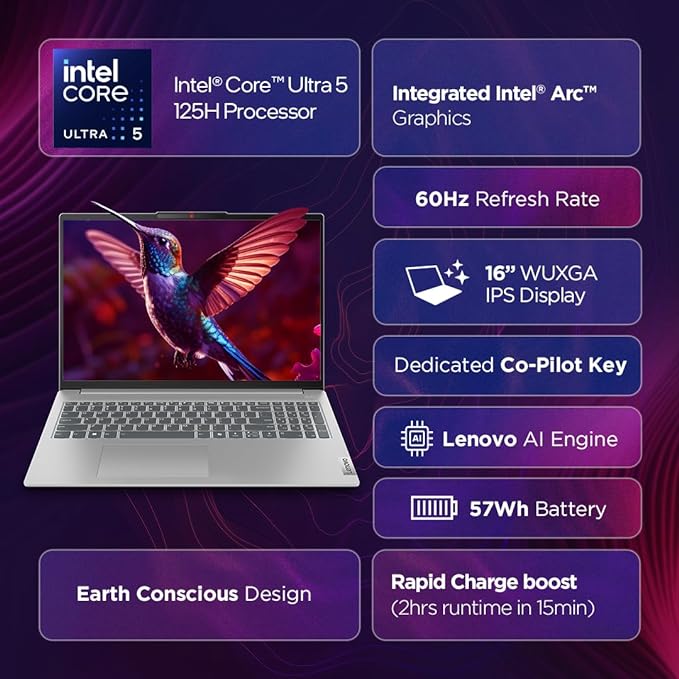 intel
CORE
ULTRA 5
Intel® Core™ Ultra 5
125H Processor
Integrated Intel® Arc™
Graphics
60Hz Refresh Rate
16” WUXGA
IPS Display
Dedicated Co-Pilot Key
AI
Lenovo AI Engine
57Wh Battery
Lenovo
Earth Conscious Design
Rapid Charge boost
(2hrs runtime in 15min)